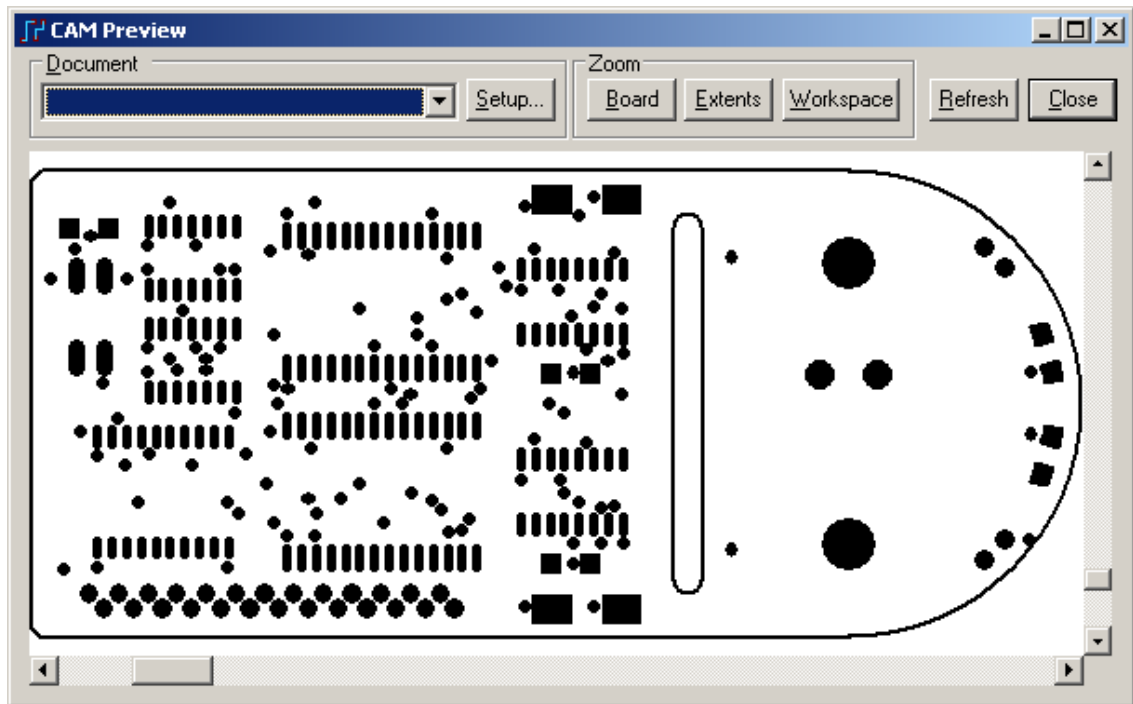 CAM Preview
Document
Setup...
Zoom
Board Extents Workspace
Refresh
Close